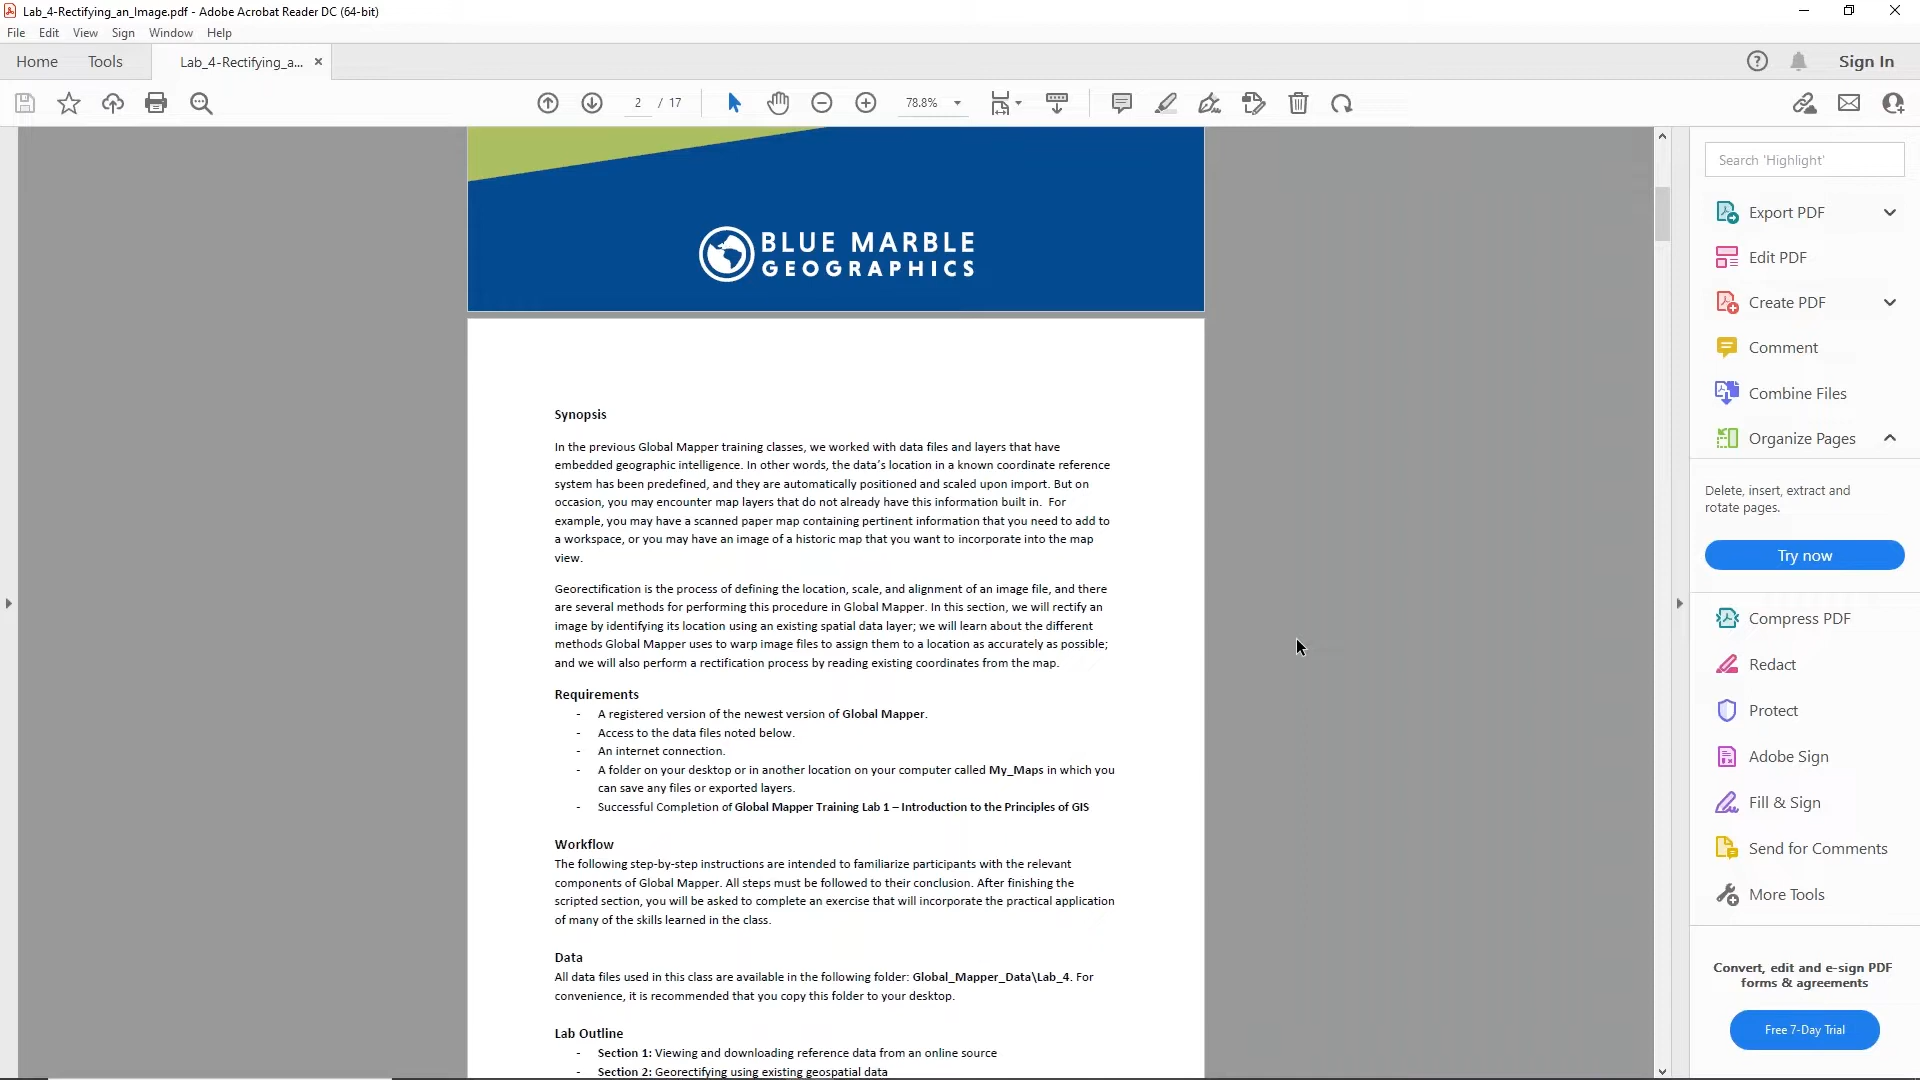 Lab_4-Rectifying_an_Image.pdf - Adobe Acrobat Reader DC (64-bit)
File Edit View Sign Window Help
Home Tools Lab_4-Rectifying_a... Sign In
2 / 17 78.8%
BLUE MARBLE
GEOGRAPHICS
Synopsis
In the previous Global Mapper training classes, we worked with data files and layers that have
embedded geographic intelligence. In other words, the data's location in a known coordinate reference
system has been predefined, and they are automatically positioned and scaled upon import. But on
occasion, you may encounter map layers that do not already have this information built in. For
example, you may have a scanned paper map containing pertinent information that you need to add to
a workspace, or you may have an image of a historic map that you want to incorporate into the map
view.
Georectification is the process of defining the location, scale, and alignment of an image file, and there
are several methods for performing this procedure in Global Mapper. In this section, we will rectify an
image by identifying its location using an existing spatial data layer; we will learn about the different
methods Global Mapper uses to warp image files to assign them to a location as accurately as possible;
and we will also perform a rectification process by reading existing coordinates from the map.
Requirements
- A registered version of the newest version of Global Mapper.
- Access to the data files noted below.
- An internet connection.
- A folder on your desktop or in another location on your computer called My_Maps in which you
can save any files or exported layers.
- Successful Completion of Global Mapper Training Lab 1 – Introduction to the Principles of GIS
Workflow
The following step-by-step instructions are intended to familiarize participants with the relevant
components of Global Mapper. All steps must be followed to their conclusion. After finishing the
scripted section, you will be asked to complete an exercise that will incorporate the practical application
of many of the skills learned in the class.
Data
All data files used in this class are available in the following folder: Global_Mapper_Data\Lab_4. For
convenience, it is recommended that you copy this folder to your desktop.
Lab Outline
- Section 1: Viewing and downloading reference data from an online source
- Section 2: Georectifying using existing geospatial data
Search 'Highlight'
Export PDF
Edit PDF
Create PDF
Comment
Combine Files
Organize Pages
Delete, insert, extract and
rotate pages.
Try now
Compress PDF
Redact
Protect
Adobe Sign
Fill & Sign
Send for Comments
More Tools
Convert, edit and e-sign PDF
forms & agreements
Free 7-Day Trial